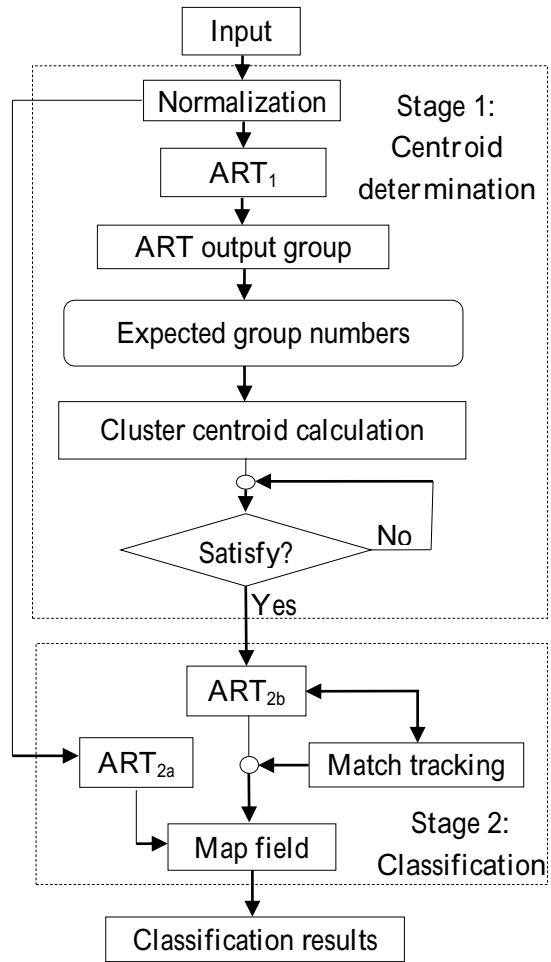 Input
Normalization
Stage 1:
Centroid
determination
ART₁
ART output group
Expected group numbers
Cluster centroid calculation
Satisfy?
No
Yes
ART₂b
ART₂a
Match tracking
Map field
Stage 2:
Classification
Classification results